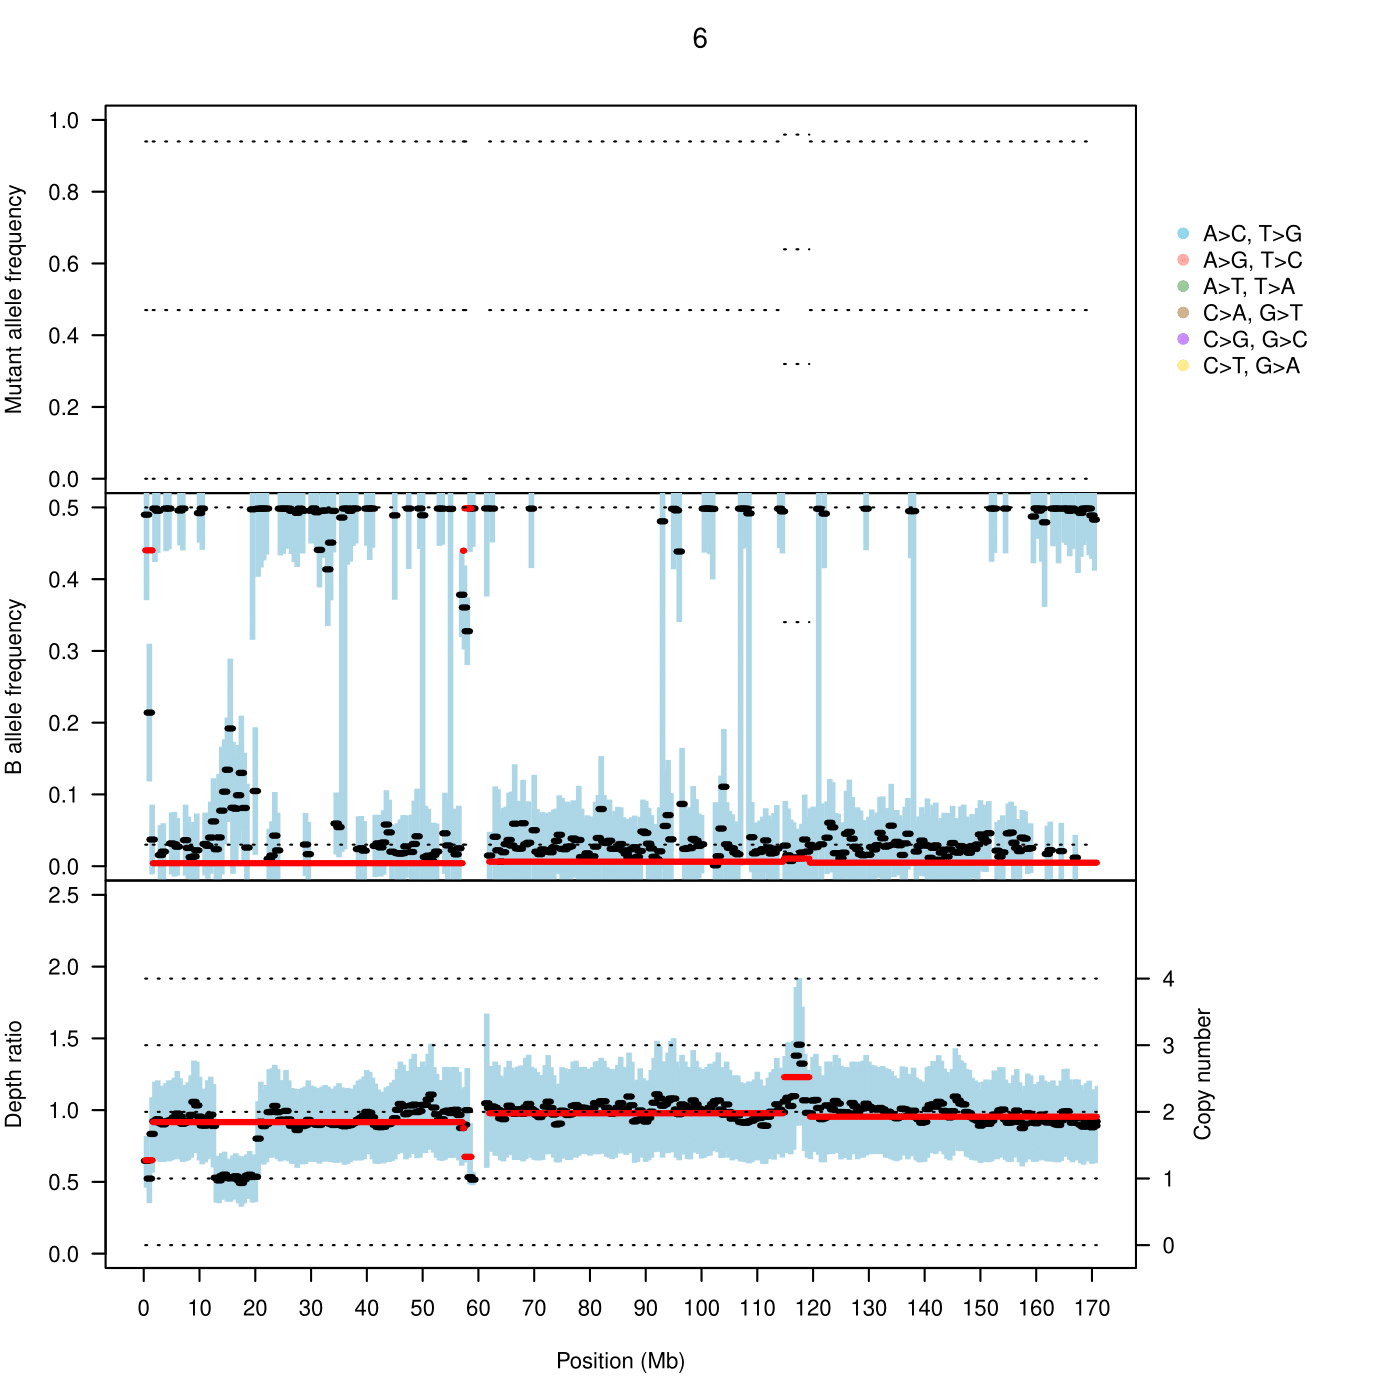 6
Mutant allele frequency
1.0
0.8
0.6
0.4
0.2
0.0
A>C, T>G
A>G, T>C
A>T, T>A
C>A, G>T
C>G, G>C
C>T, G>A
B allele frequency
0.5
0.4
0.3
0.2
0.1
0.0
Depth ratio
2.5
2.0
1.5
1.0
0.5
0.0
Copy number
4
3
2
1
0
0 10 20 30 40 50 60 70 80 90 100 110 120 130 140 150 160 170
Position (Mb)